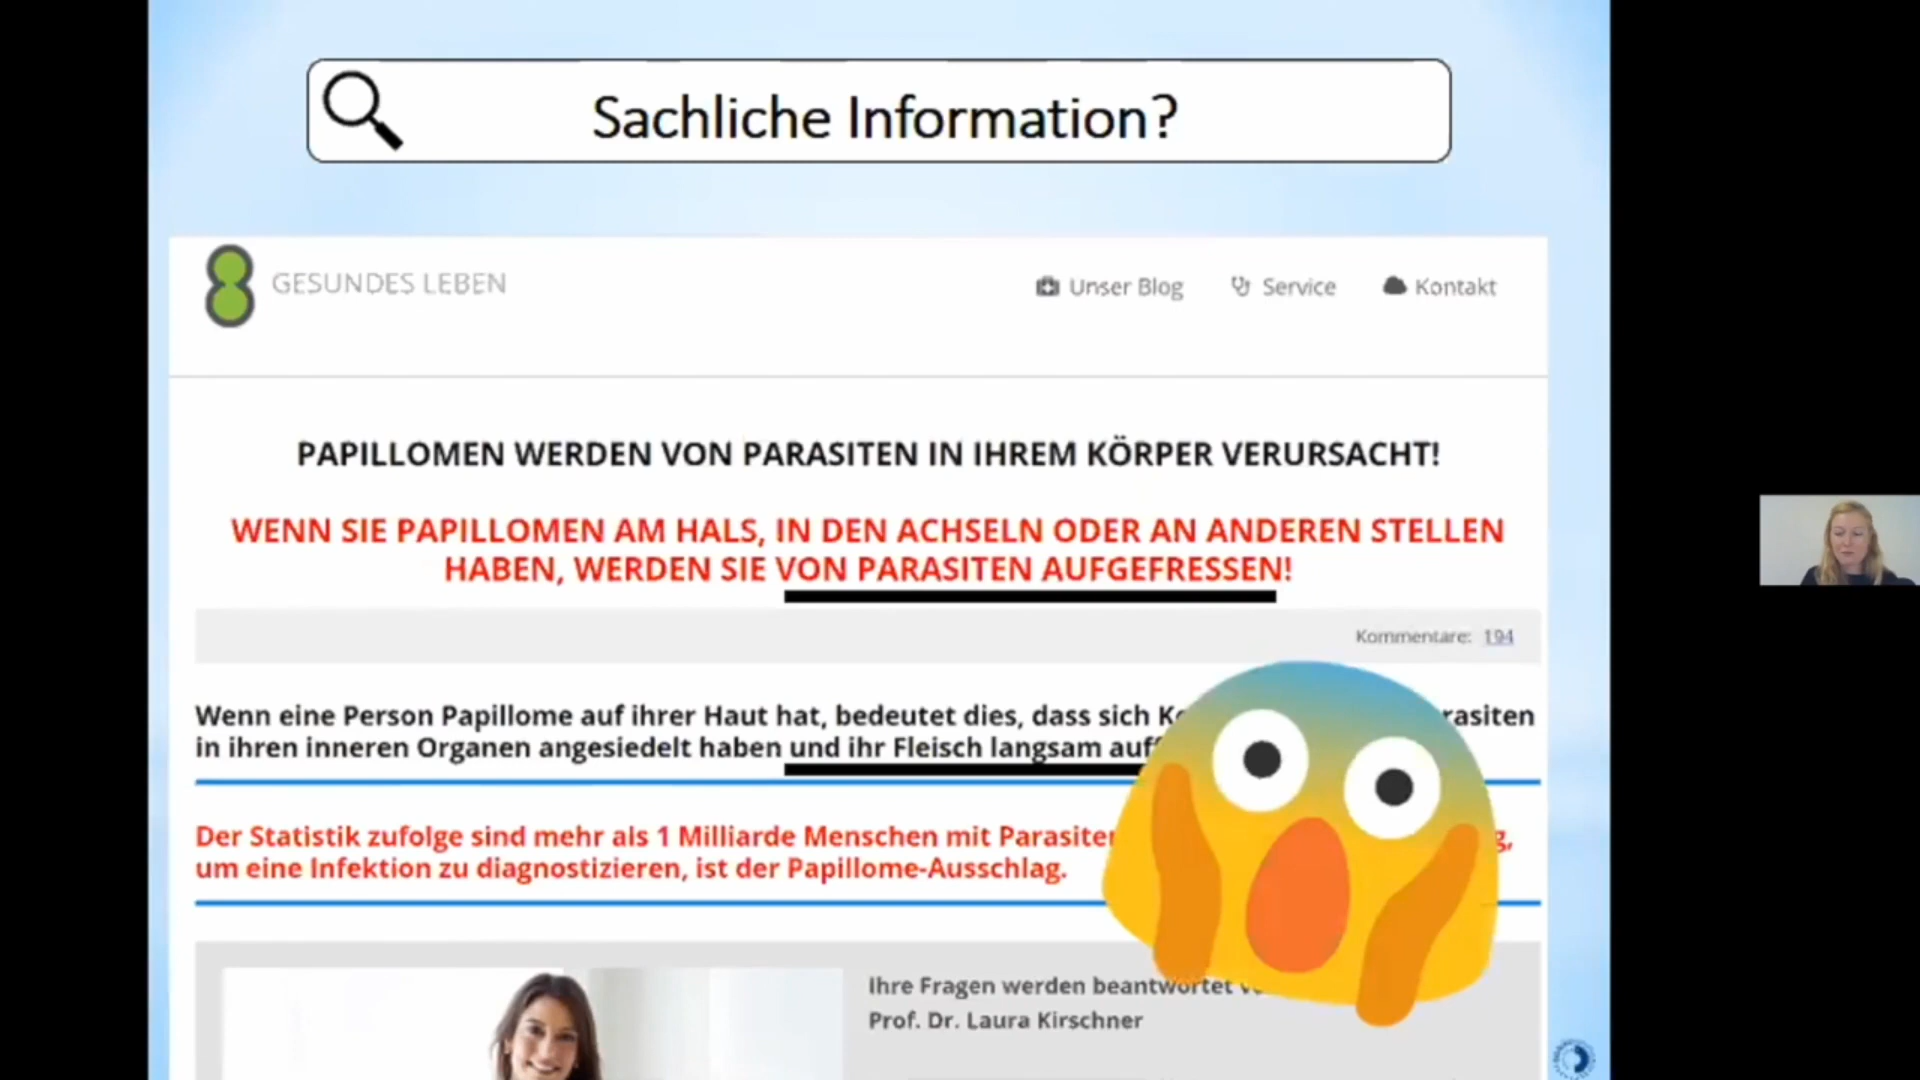 Sachliche Information?
GESUNDES LEBEN
Unser Blog
Service
Kontakt
PAPILLOMEN WERDEN VON PARASITEN IN IHREM KÖRPER VERURSACHT!
WENN SIE PAPILLOMEN AM HALS, IN DEN ACHSELN ODER AN ANDEREN STELLEN
HABEN, WERDEN SIE VON PARASITEN AUFGEFRESSEN!
Kommentare: 194
Wenn eine Person Papillome auf ihrer Haut hat, bedeutet dies, dass sich
in ihren inneren Organen angesiedelt haben und ihr Fleisch langsam
Der Statistik zufolge sind mehr als 1 Milliarde Menschen mit
um eine Infektion zu diagnostizieren, ist der Papillome-Ausschlag.
Ihre Fragen werden beantwortet
Prof. Dr. Laura Kirschner